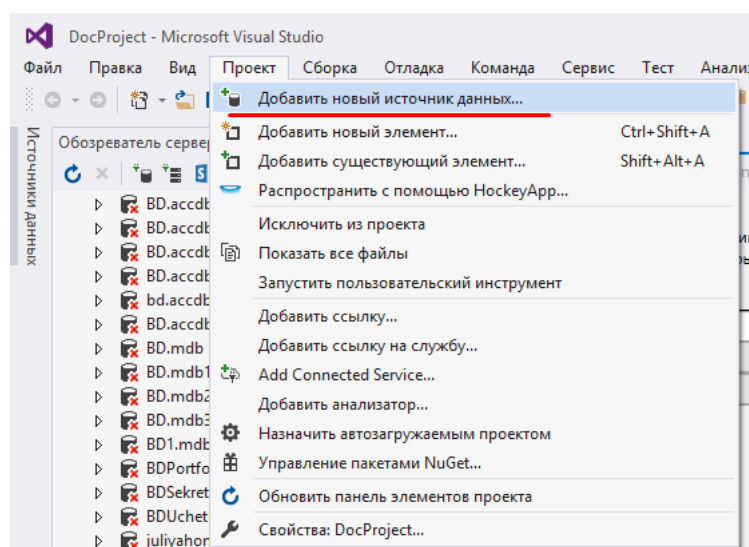 DocProject - Microsoft Visual Studio
Файл Правка Вид Проект Сборка Отладка Команда Сервис Тест
Добавить новый источник данных...
Добавить новый элемент... Ctrl+Shift+A
Добавить существующий элемент... Shift+Alt+A
Распространить с помощью HockeyApp...
Исключить из проекта
Показать все файлы
Запустить пользовательский инструмент
Добавить ссылку...
Добавить ссылку на службу...
Add Connected Service...
Добавить анализатор...
Назначить автозагружаемым проектом
Управление пакетами NuGet...
Обновить панель элементов проекта
Свойства: DocProject...
Источники данных
Обозреватель
BD.accdb
BD.accdb
BD.accdb
BD.accdb
bd.accdb
BD.accdb
BD.mdb
BD.mdb1
BD.mdb2
BD.mdb3
BD1.mdb
BDPortfo
BDSekret
BDUchet
juliyahor